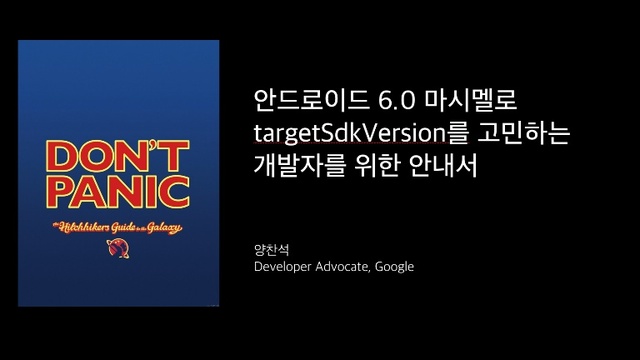 DON'T
PANIC
the Hitchhikers Guide to the Galaxy
안드로이드 6.0 마시멜로
targetSdkVersion를 고민하는
개발자를 위한 안내서
양찬석
Developer Advocate, Google